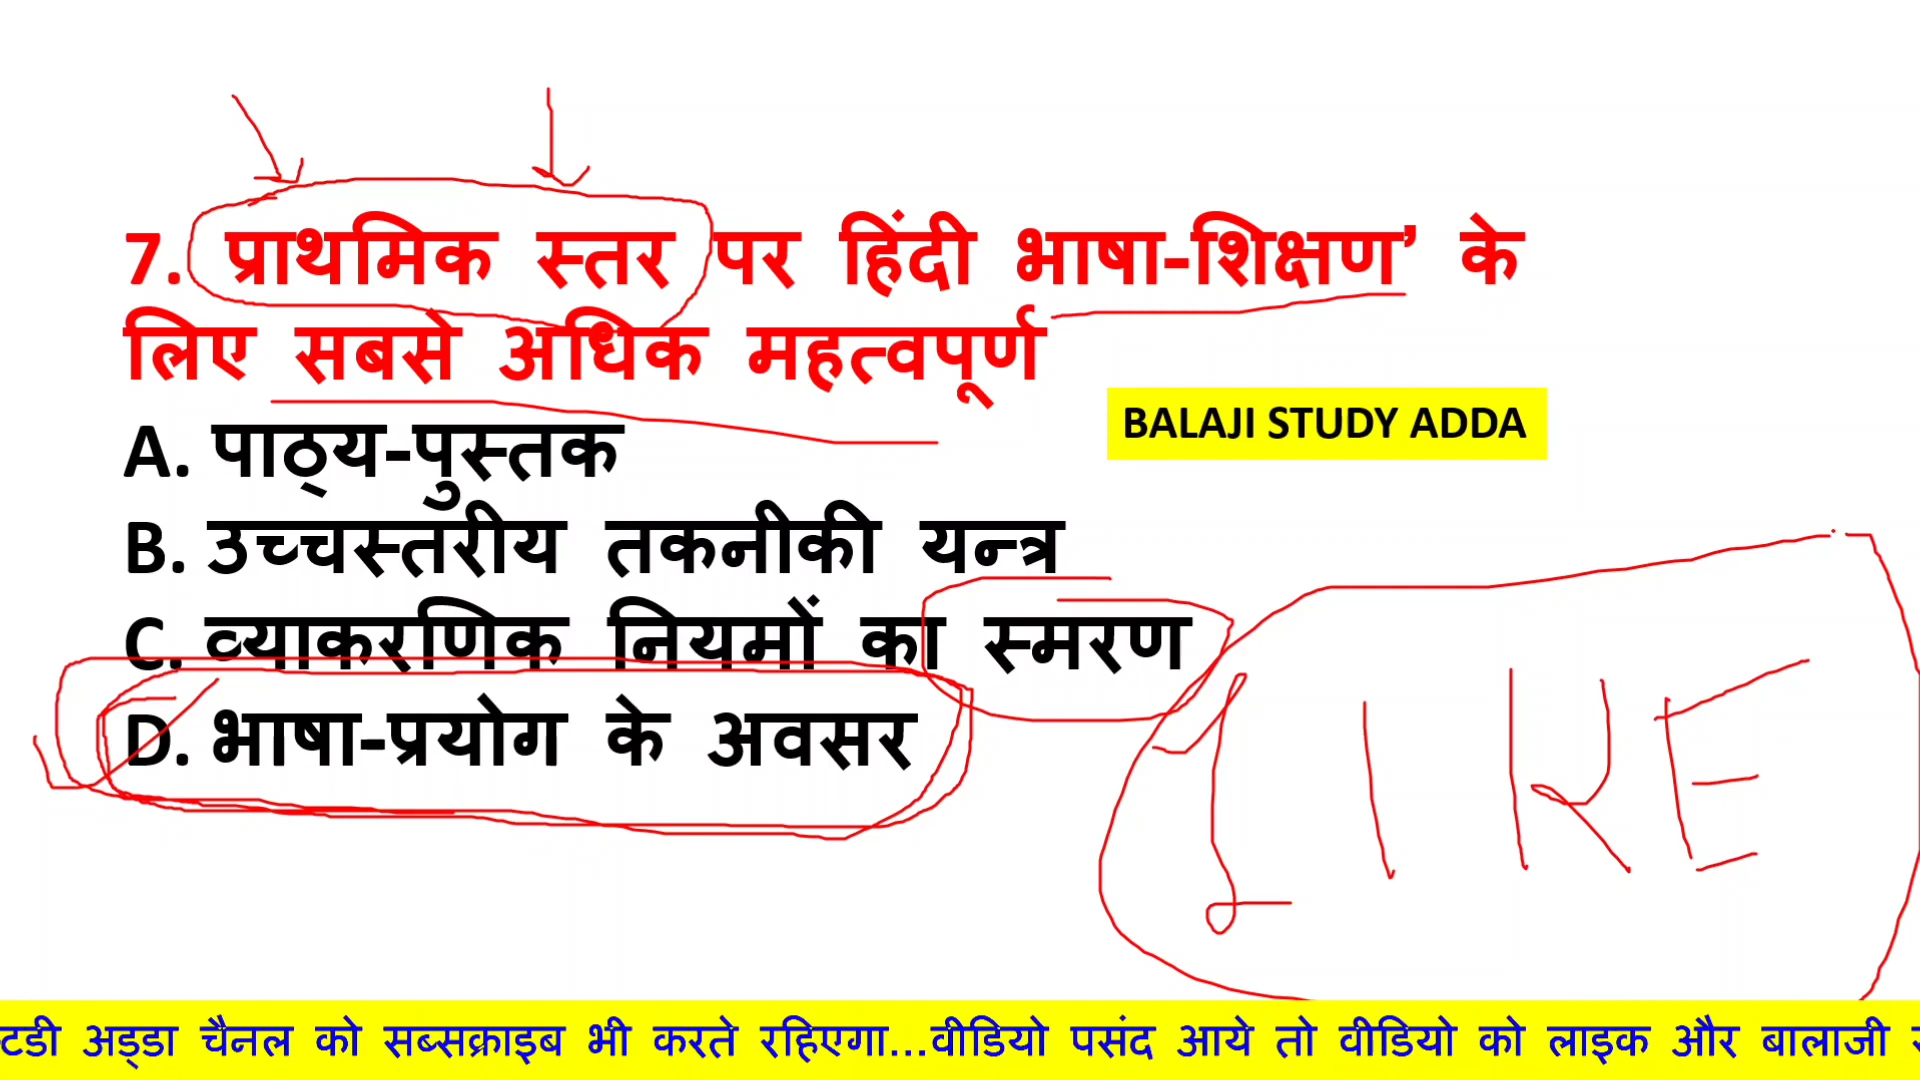 7. प्राथमिक स्तर पर हिंदी भाषा-शिक्षण’ के
लिए सबसे अधिक महत्वपूर्ण
A. पाठ्य-पुस्तक
BALAJI STUDY ADDA
B. उच्चस्तरीय तकनीकी यन्त्र
C. व्याकरणिक नियमों का स्मरण
D. भाषा-प्रयोग के अवसर
LIKE
अड्डा चैनल को सब्सक्राइब भी करते रहिएगा...वीडियो पसंद आये तो वीडियो को लाइक और बालाजी